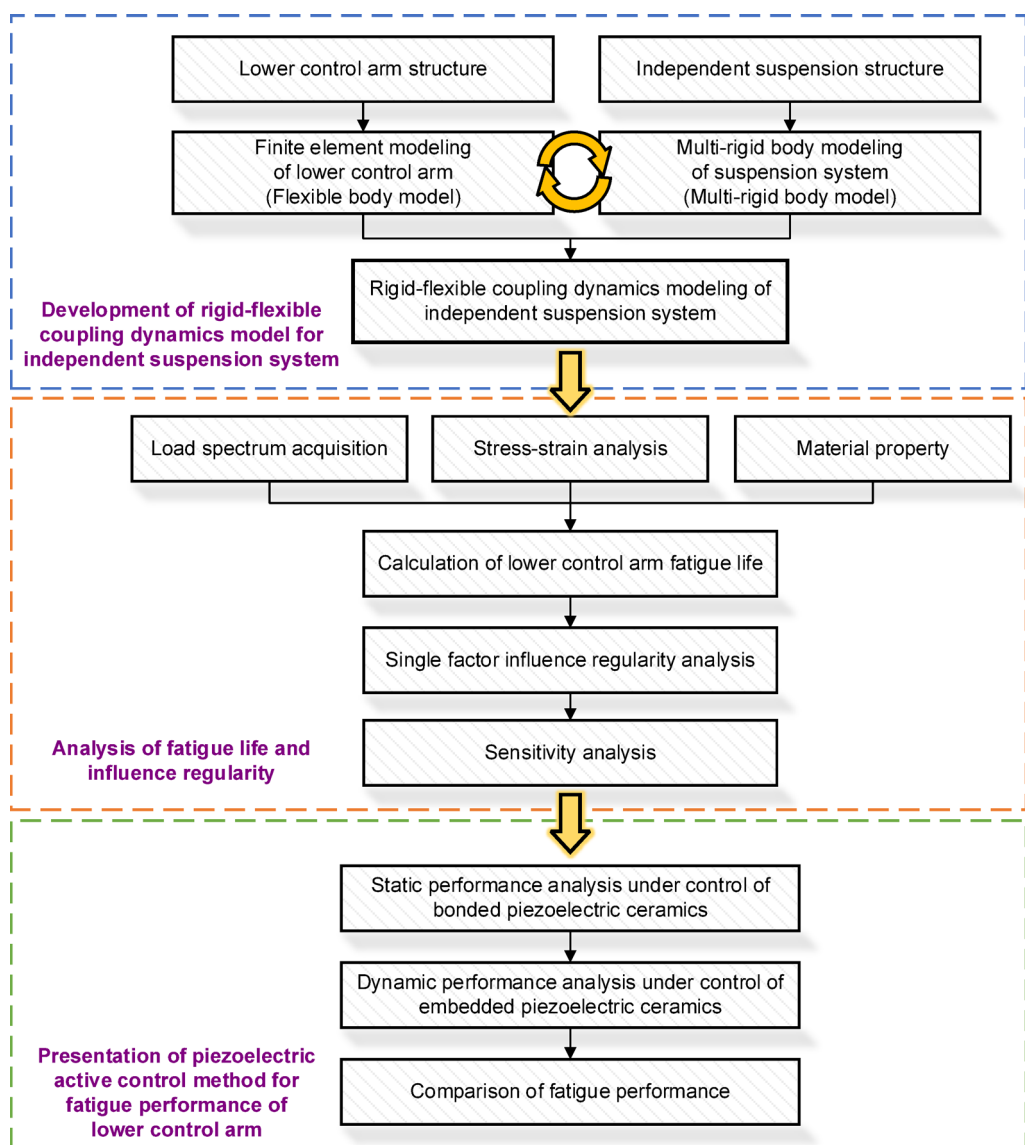 Lower control arm structure
Independent suspension structure
Finite element modeling
of lower control arm
(Flexible body model)
Multi-rigid body modeling
of suspension system
(Multi-rigid body model)
Rigid-flexible coupling dynamics modeling of
independent suspension system
Development of rigid-flexible
coupling dynamics model for
independent suspension system
Load spectrum acquisition
Stress-strain analysis
Material property
Calculation of lower control arm fatigue life
Single factor influence regularity analysis
Sensitivity analysis
Analysis of fatigue life and
influence regularity
Static performance analysis under control of
bonded piezoelectric ceramics
Dynamic performance analysis under control of
embedded piezoelectric ceramics
Comparison of fatigue performance
Presentation of piezoelectric
active control method for
fatigue performance of
lower control arm